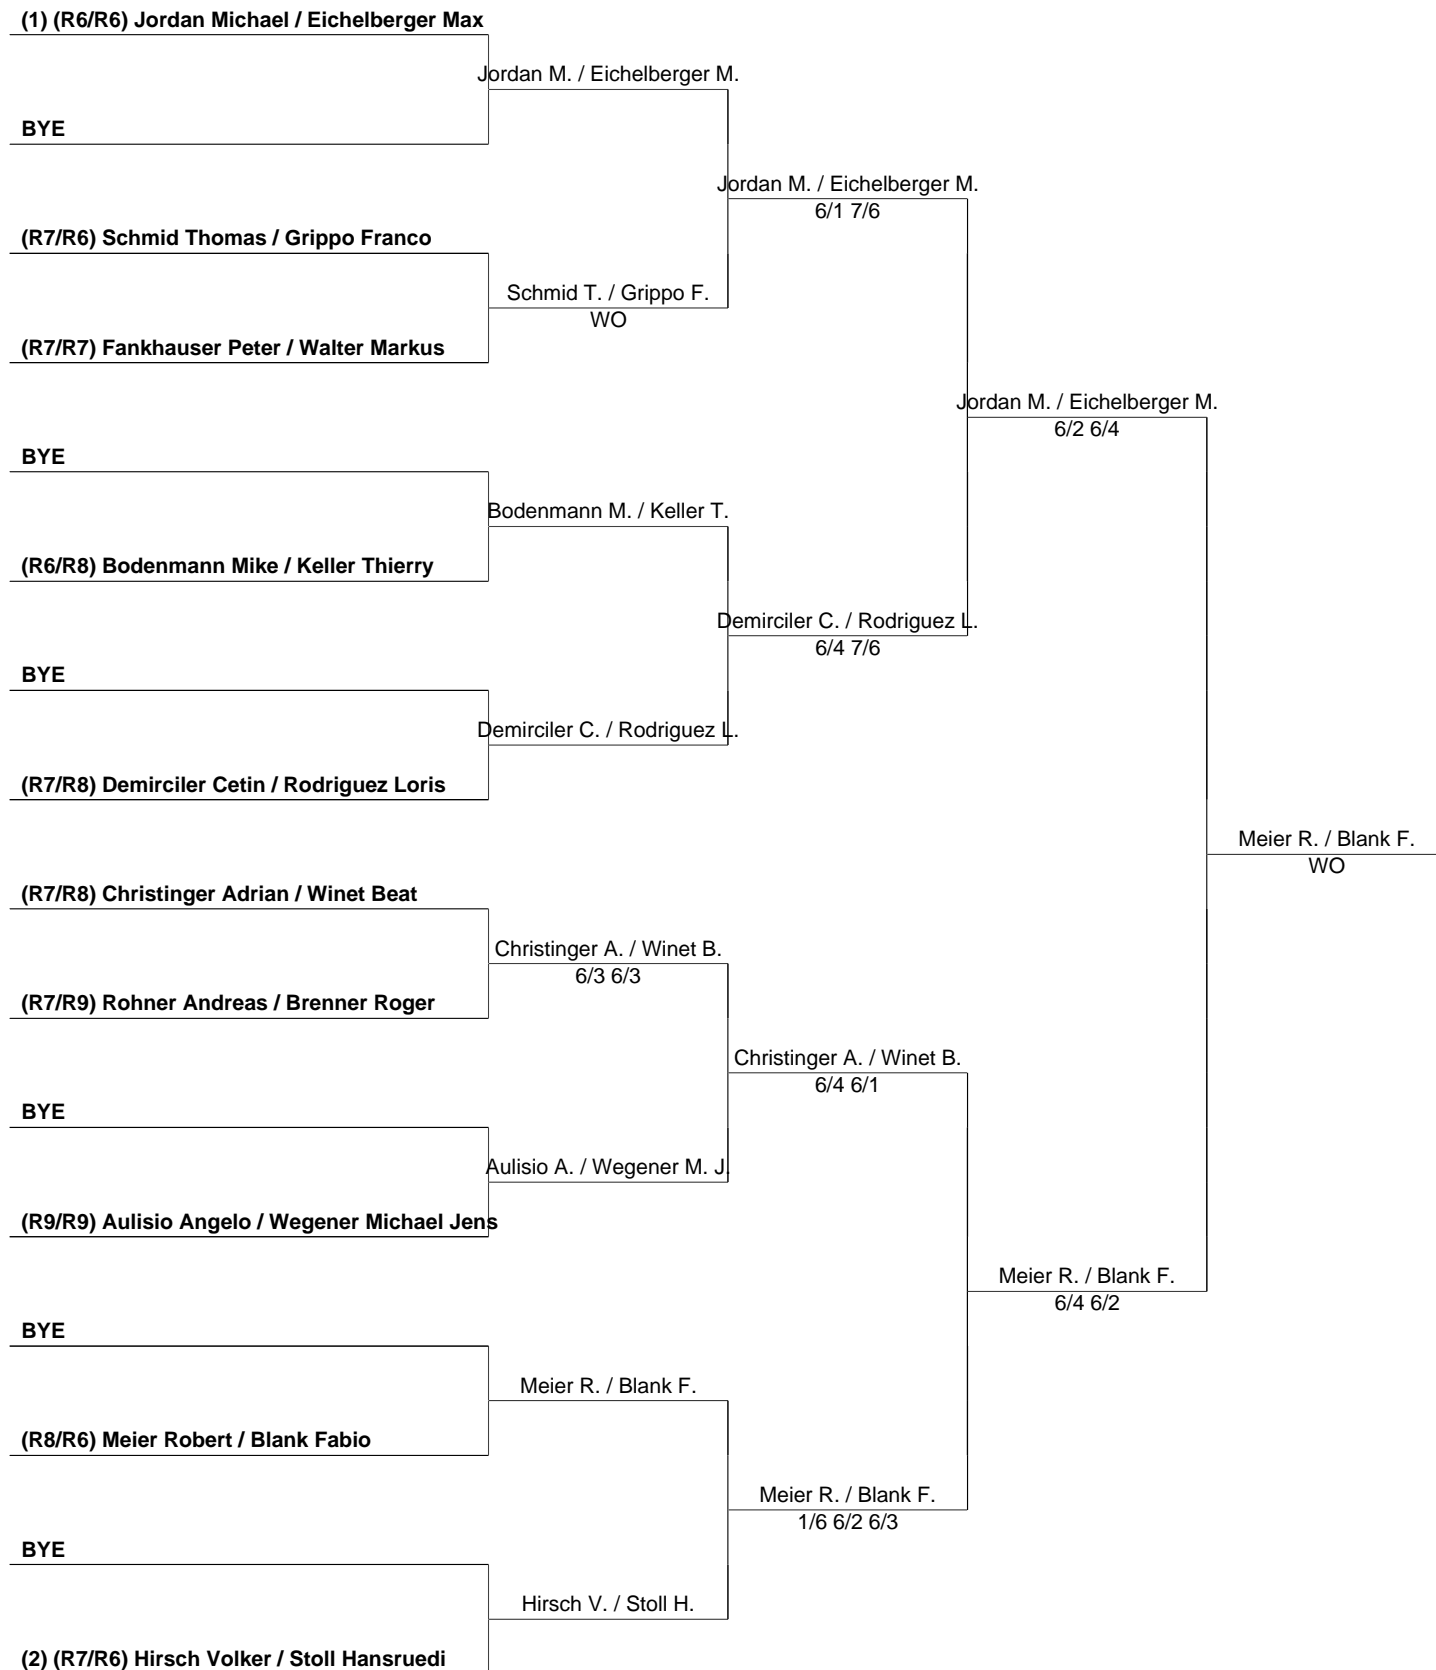 (1) (R6/R6) Jordan Michael / Eichelberger Max
Jordan M. / Eichelberger M.
BYE
Jordan M. / Eichelberger M.
6/1 7/6
(R7/R6) Schmid Thomas / Grippo Franco
Schmid T. / Grippo F.
WO
(R7/R7) Fankhauser Peter / Walter Markus
Jordan M. / Eichelberger M.
6/2 6/4
BYE
Bodenmann M. / Keller T.
(R6/R8) Bodenmann Mike / Keller Thierry
Demirciler C. / Rodriguez L.
6/4 7/6
BYE
Demirciler C. / Rodriguez L.
(R7/R8) Demirciler Cetin / Rodriguez Loris
Meier R. / Blank F.
WO
(R7/R8) Christinger Adrian / Winet Beat
Christinger A. / Winet B.
6/3 6/3
(R7/R9) Rohner Andreas / Brenner Roger
Christinger A. / Winet B.
6/4 6/1
BYE
Aulisio A. / Wegener M. J.
(R9/R9) Aulisio Angelo / Wegener Michael Jens
Meier R. / Blank F.
6/4 6/2
BYE
Meier R. / Blank F.
(R8/R6) Meier Robert / Blank Fabio
Meier R. / Blank F.
1/6 6/2 6/3
BYE
Hirsch V. / Stoll H.
(2) (R7/R6) Hirsch Volker / Stoll Hansruedi